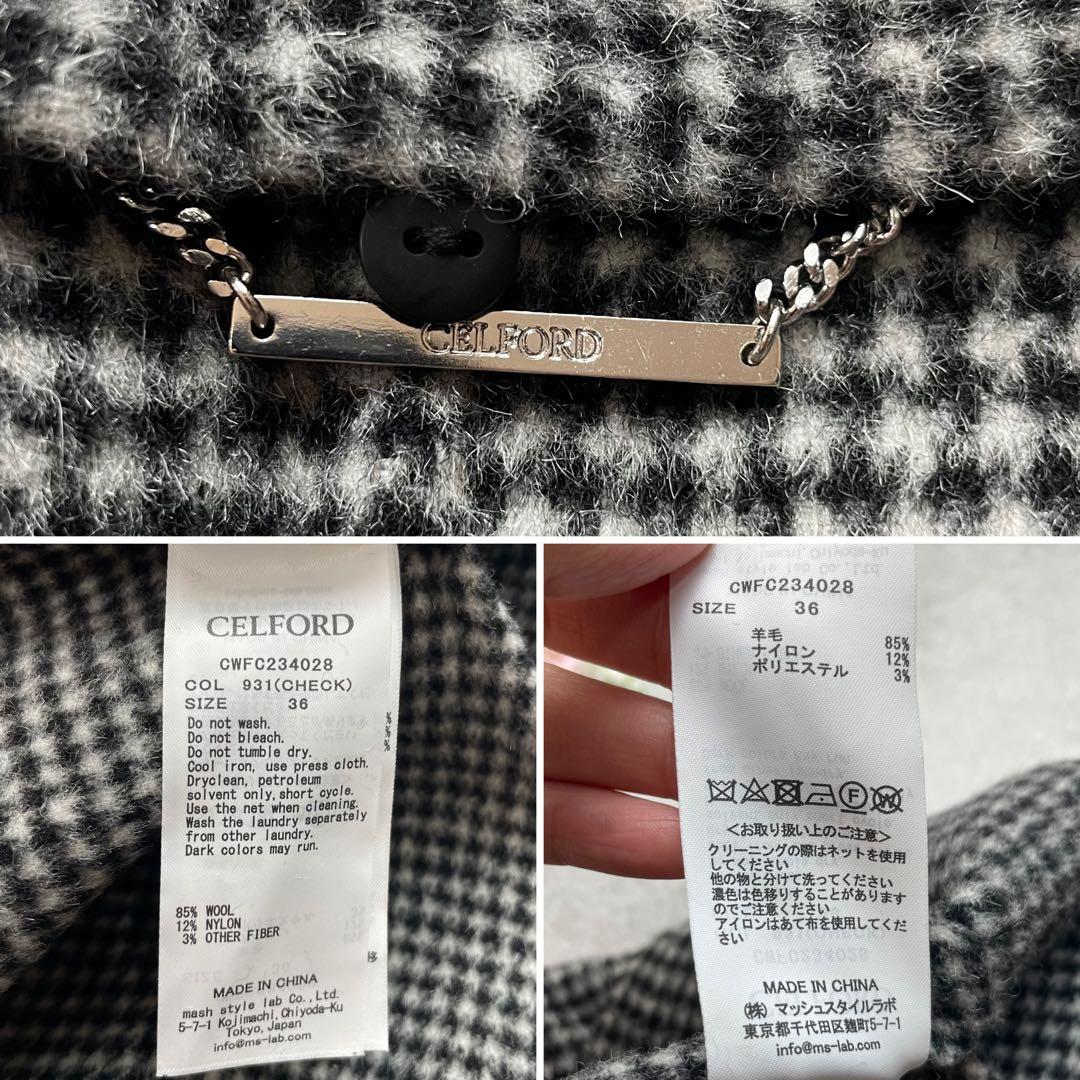 CELFORD
CELFORD
CWFC234028
COL 931(CHECK)
SIZE 36
Do not wash.
Do not bleach.
Do not tumble dry.
Cool iron, use press cloth.
Dryclean, petroleum
solvent only,short cycle.
Use the net when cleaning.
Wash the laundry separately
from other laundry.
Dark colors may run.
85% WOOL
12% NYLON
3% OTHER FIBER
MADE IN CHINA
mash style lab Co., Ltd.
5-7-1 Kojimachi, Chiyoda-Ku
Tokyo, Japan
info@ms-lab.com
CWFC234028
SIZE 36
羊毛 85%
ナイロン 12%
ポリエステル 3%
F
W
<お取り扱い上のご注意>
クリーニングの際はネットを使用
してください
他の物と分けて洗ってください
濃色は色移りすることがあります
のでご注意ください
アイロンはあて布を使用してくだ
さい
MADE IN CHINA
(株) マッシュスタイルラボ
東京都千代田区麹町5-7-1
info@ms-lab.com